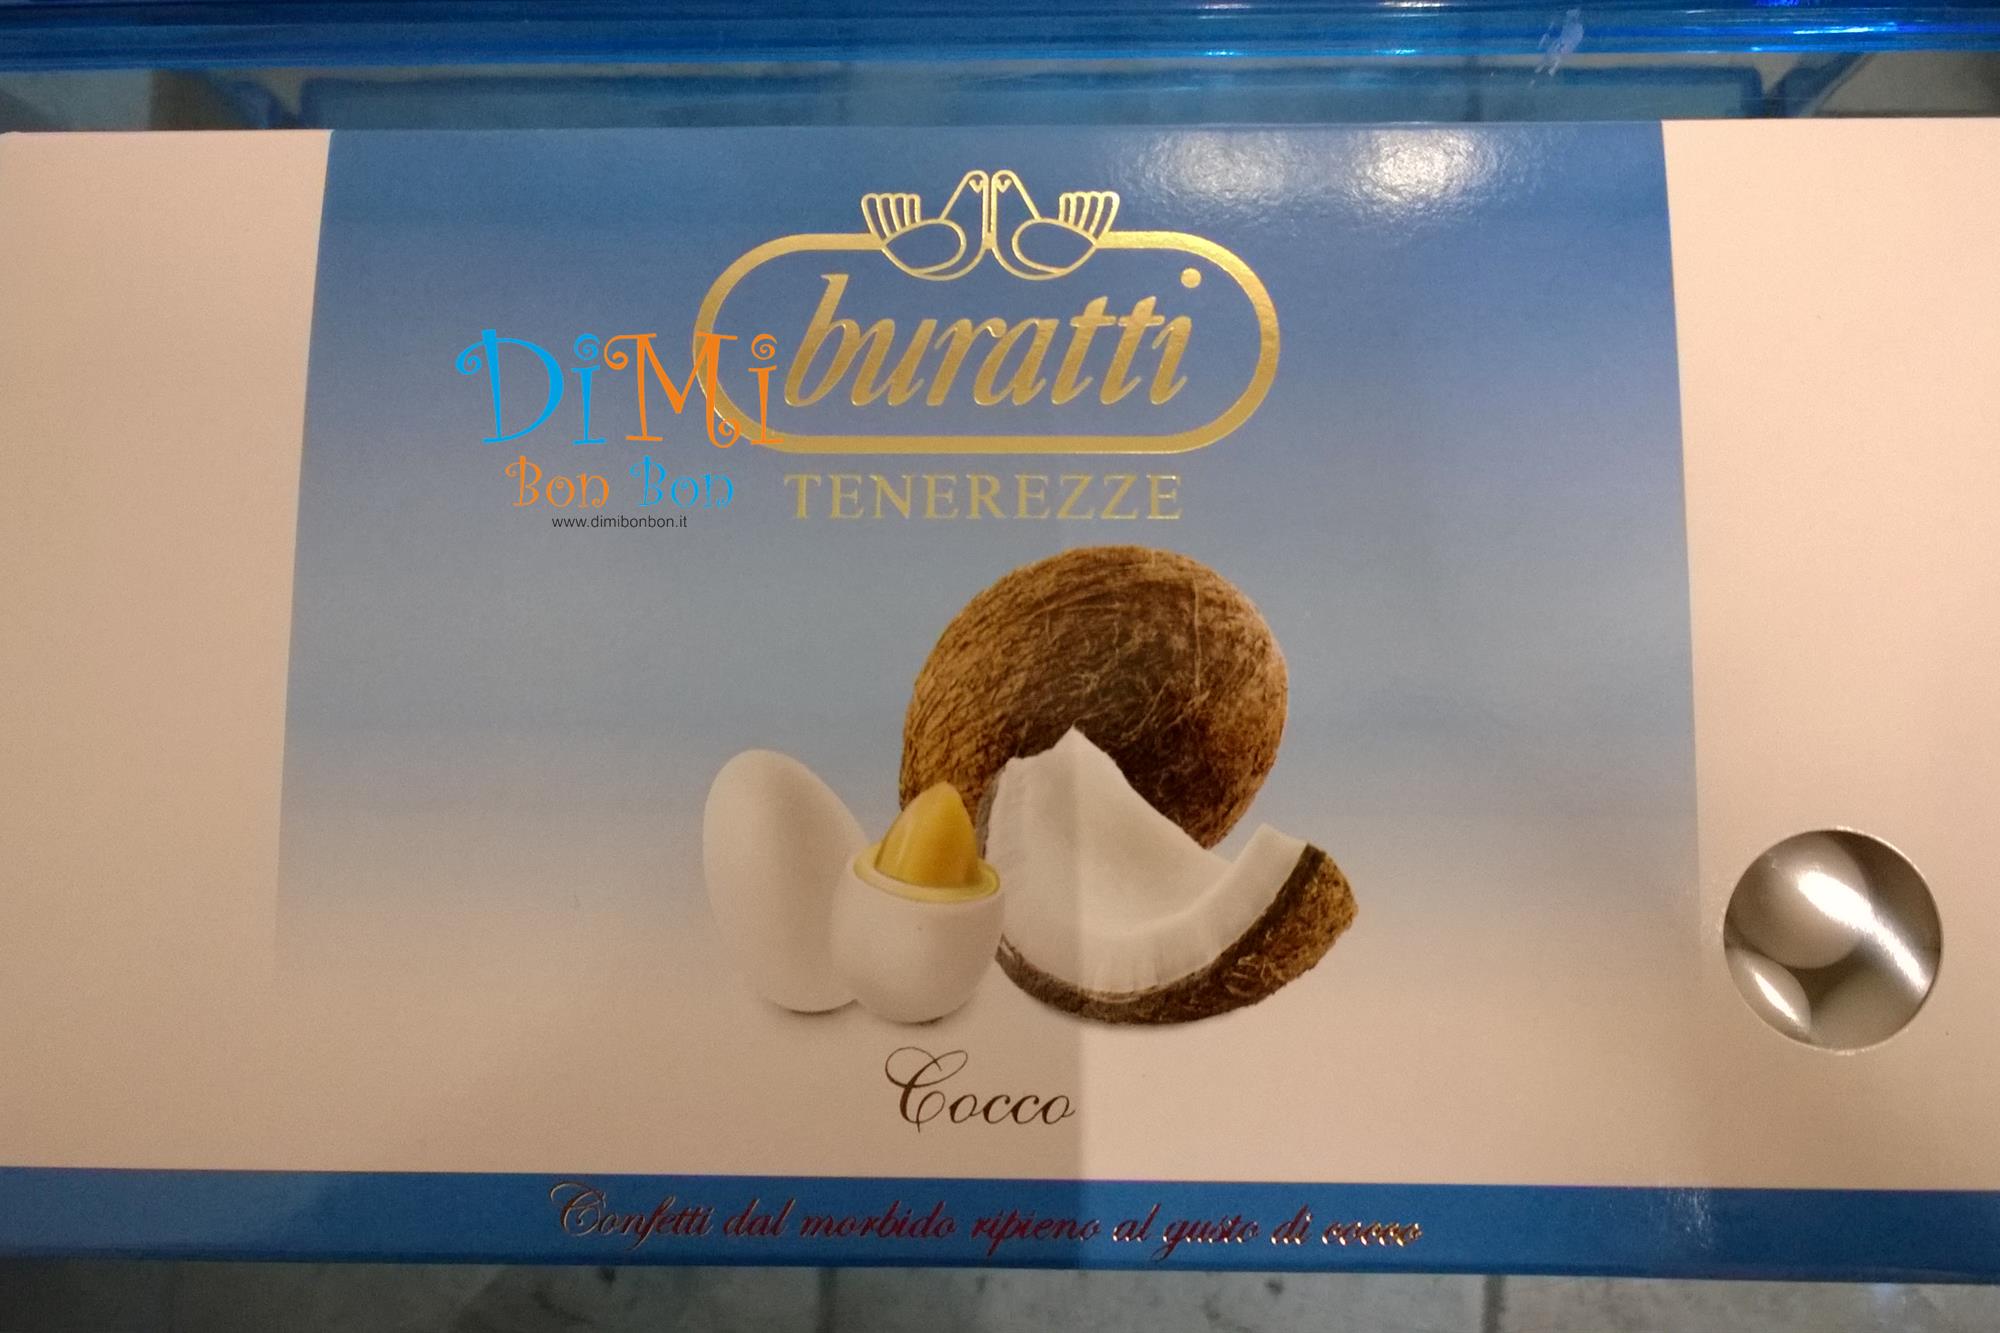 buratti
DiMi
Bon Bon
www.dimibonbon.it
TENEREZZE
Cocco
Confetti dal morbido ripieno al gusto di cocco